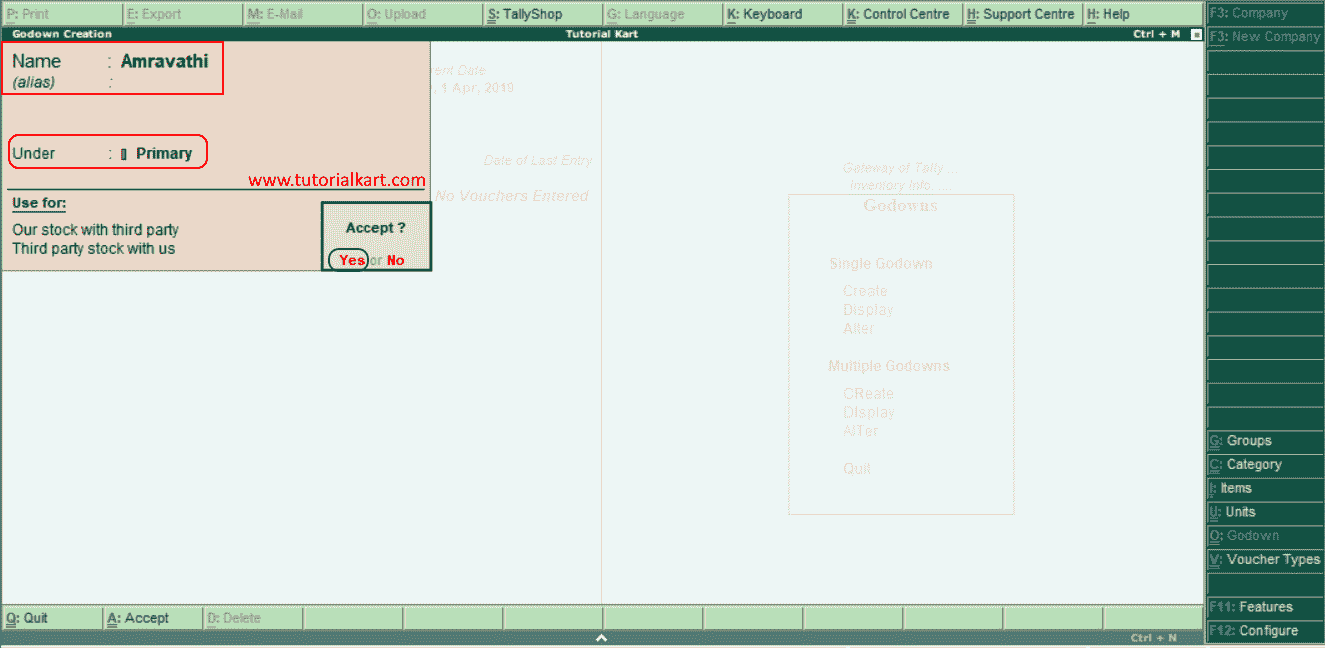 P: Print E: Export M: E-Mail O: Upload S: TallyShop G: Language K: Keyboard K: Control Centre H: Support Centre H: Help
F3: Company
F3: New Company
Godown Creation Tutorial Kart Ctrl + M
Name : Amravathi
(alias) :
Under : Primary
www.tutorialkart.com
Use for:
Our stock with third party
Third party stock with us
Accept ?
Yes or No
ent Date
, 1 Apr, 2019
Date of Last Entry
No Vouchers Entered
Gateway of Tally ...
Inventory Info. ...
Godowns
Single Godown
Create
Display
Alter
Multiple Godowns
CReate
DIsplay
AlTer
Quit
G: Groups
C: Category
I: Items
U: Units
O: Godown
V: Voucher Types
F11: Features
F12: Configure
Q: Quit A: Accept D: Delete
Ctrl + N